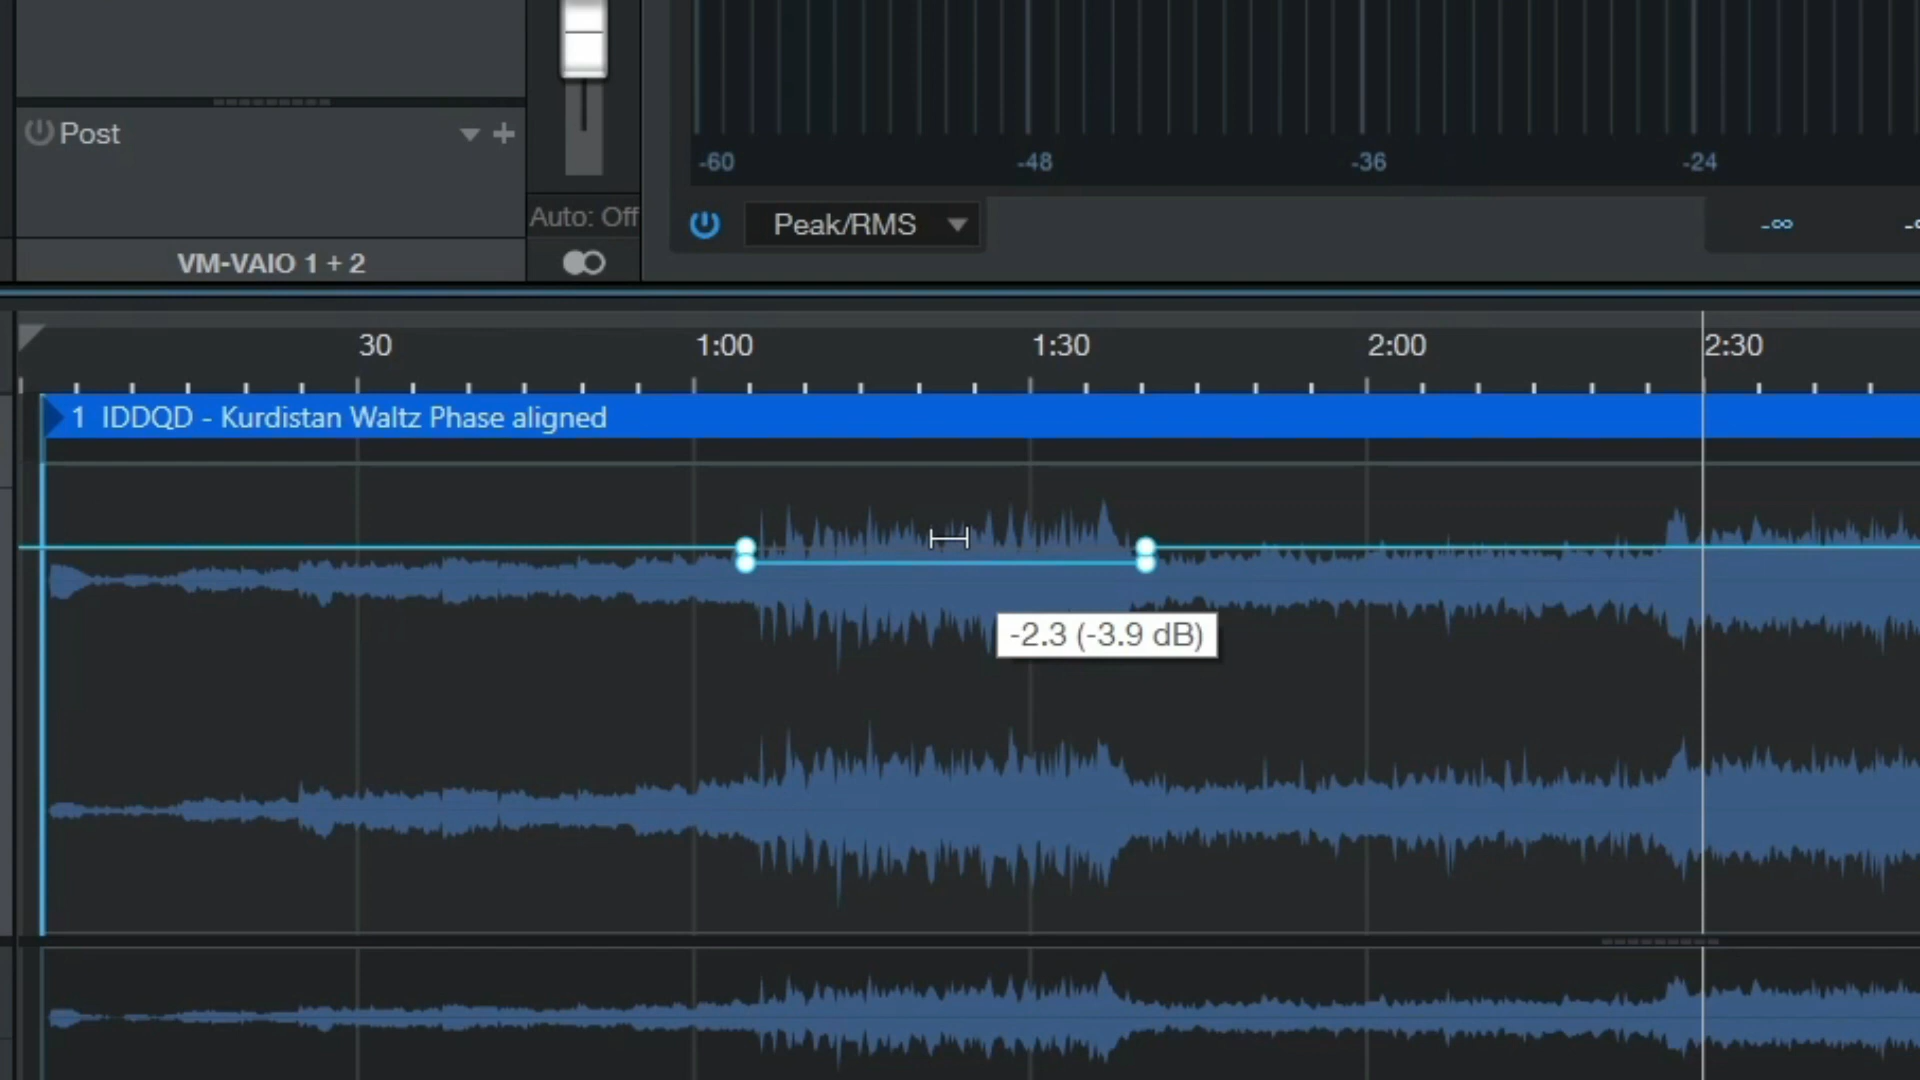 Post
-60 -48 -36 -24
Auto: Off
Peak/RMS
-∞
VM-VAIO 1 + 2
30 1:00 1:30 2:00 2:30
1 IDDQD - Kurdistan Waltz Phase aligned
-2.3 (-3.9 dB)